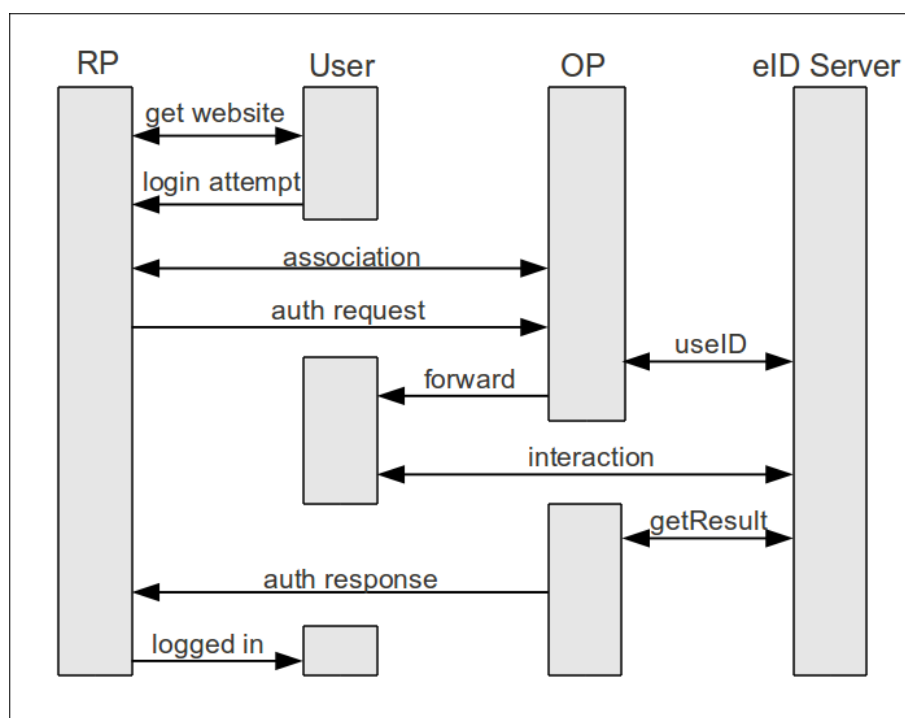 RP User OP eID Server
get website
login attempt
association
auth request
useID
forward
interaction
getResult
auth response
logged in